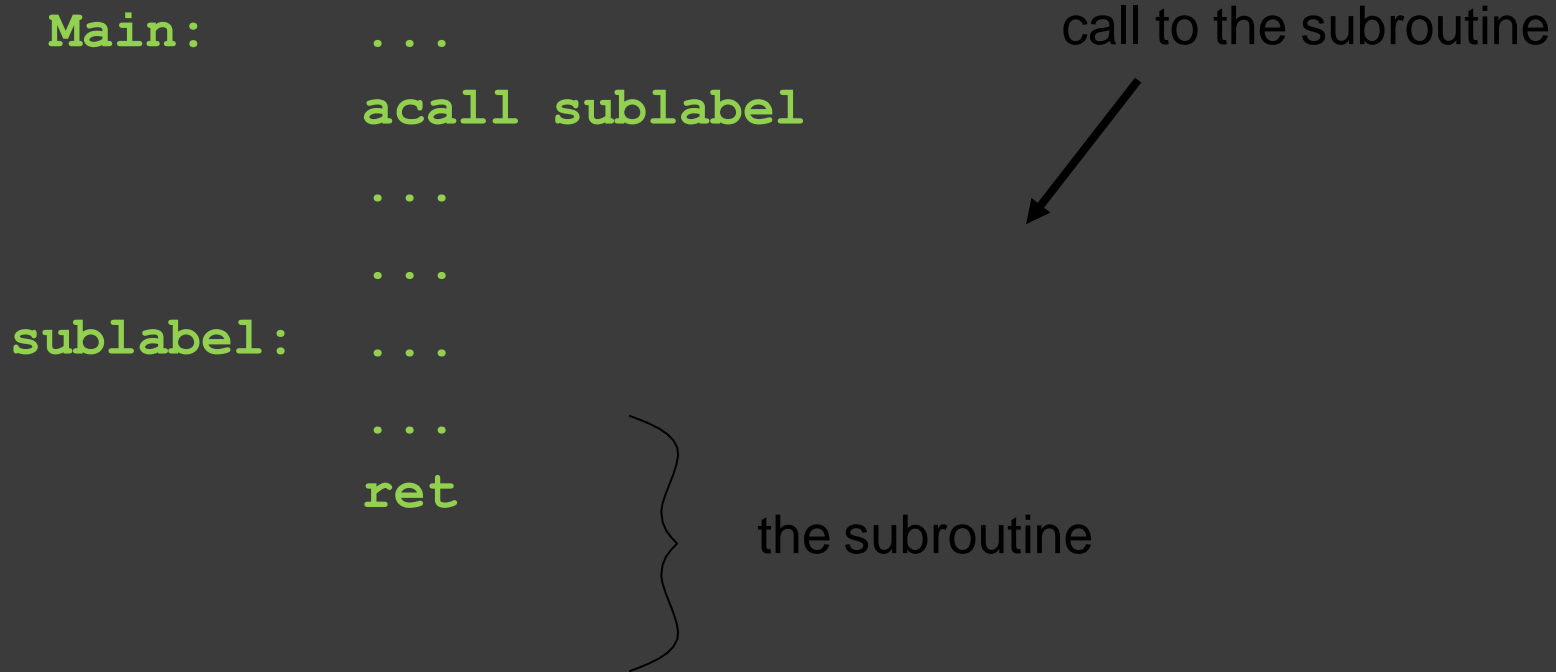 Main: ...
call to the subroutine
acall sublabel
...
...
sublabel: ...
...
ret
the subroutine